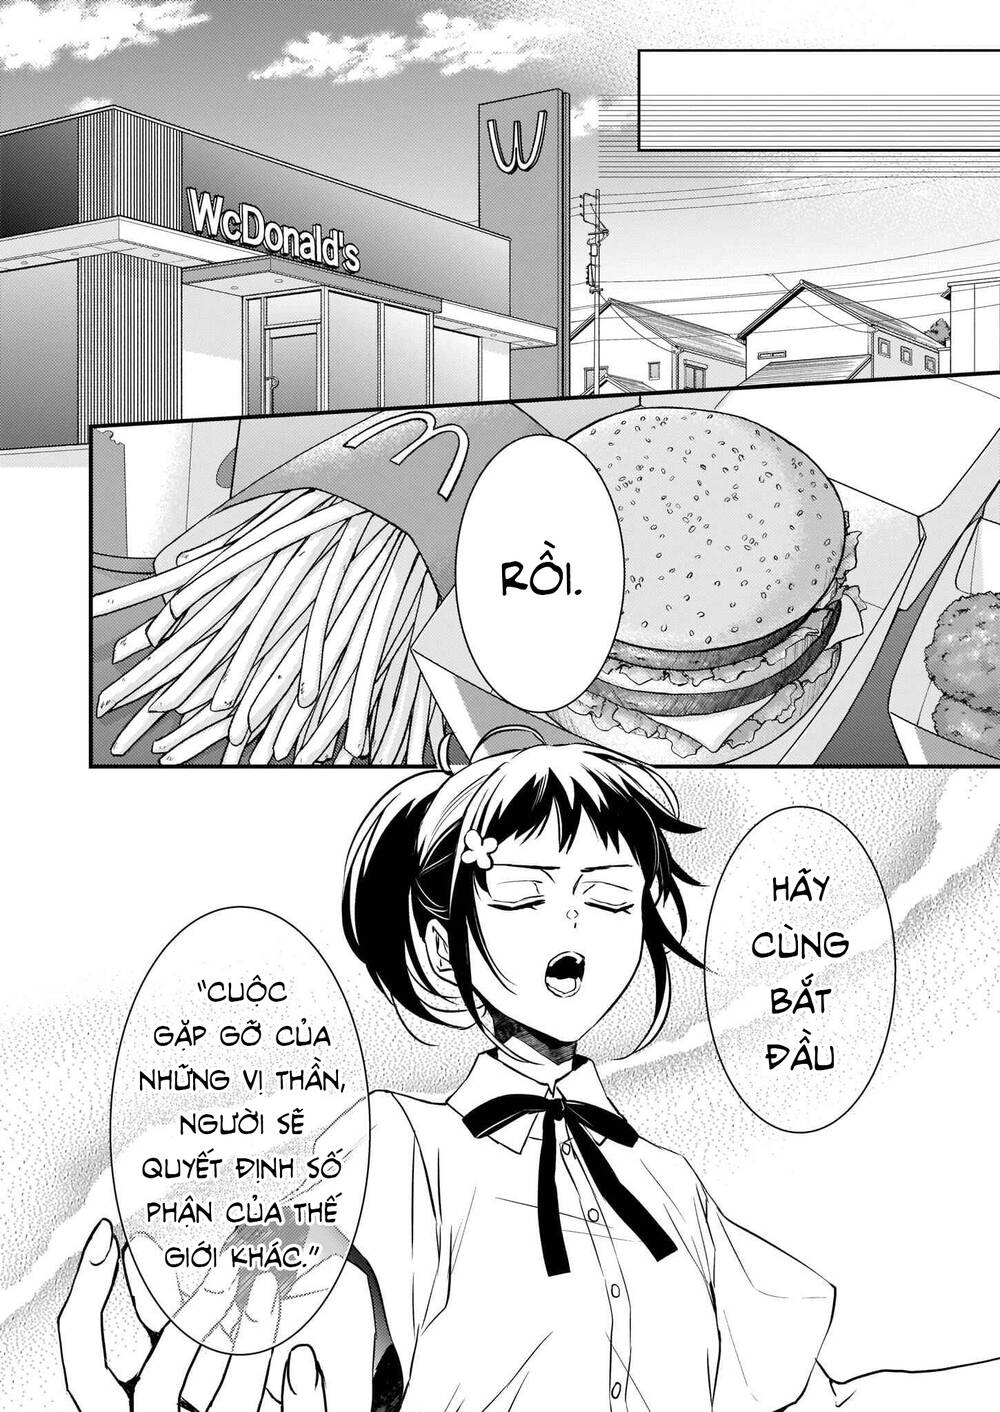 W
WcDonald's
RỒI.
HÃY
CÙNG
BẮT
ĐẦU
"CUỘC
GẶP GỠ CỦA
NHỮNG VỊ THẦN,
NGƯỜI SẼ
QUYẾT ĐỊNH SỐ
PHẬN CỦA THẾ
GIỚI KHÁC."